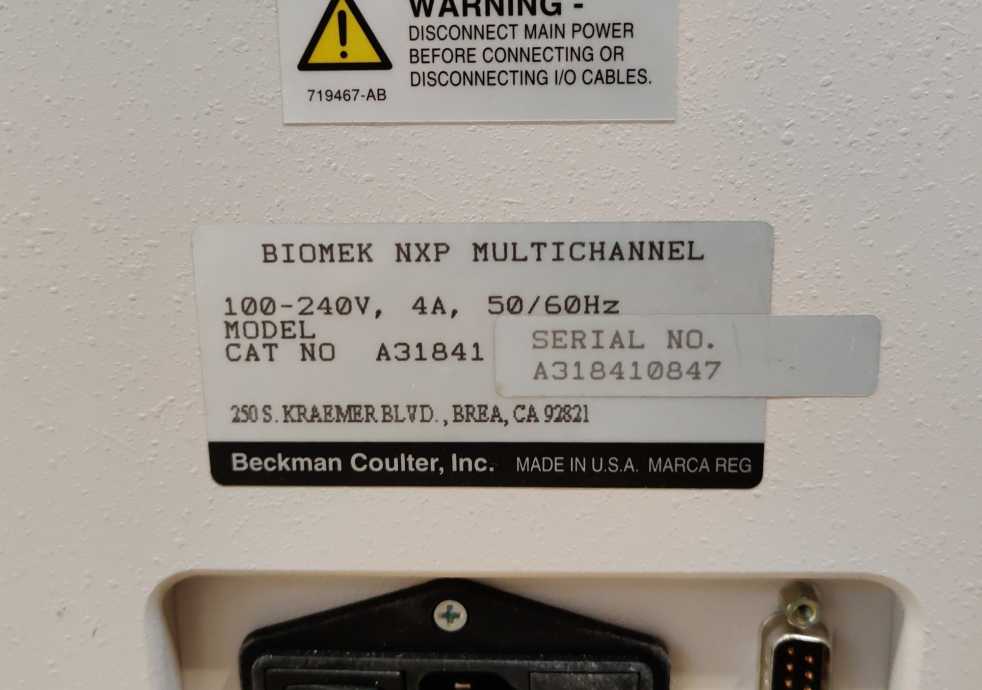 WARNING -
DISCONNECT MAIN POWER
BEFORE CONNECTING OR
DISCONNECTING I/O CABLES.
719467-AB
BIOMEK NXP MULTICHANNEL
100-240V, 4A, 50/60Hz
MODEL
CAT NO A31841
SERIAL NO.
A318410847
250 S. KRAEMER BLVD., BREA, CA 92821
Beckman Coulter, Inc. MADE IN U.S.A. MARCA REG